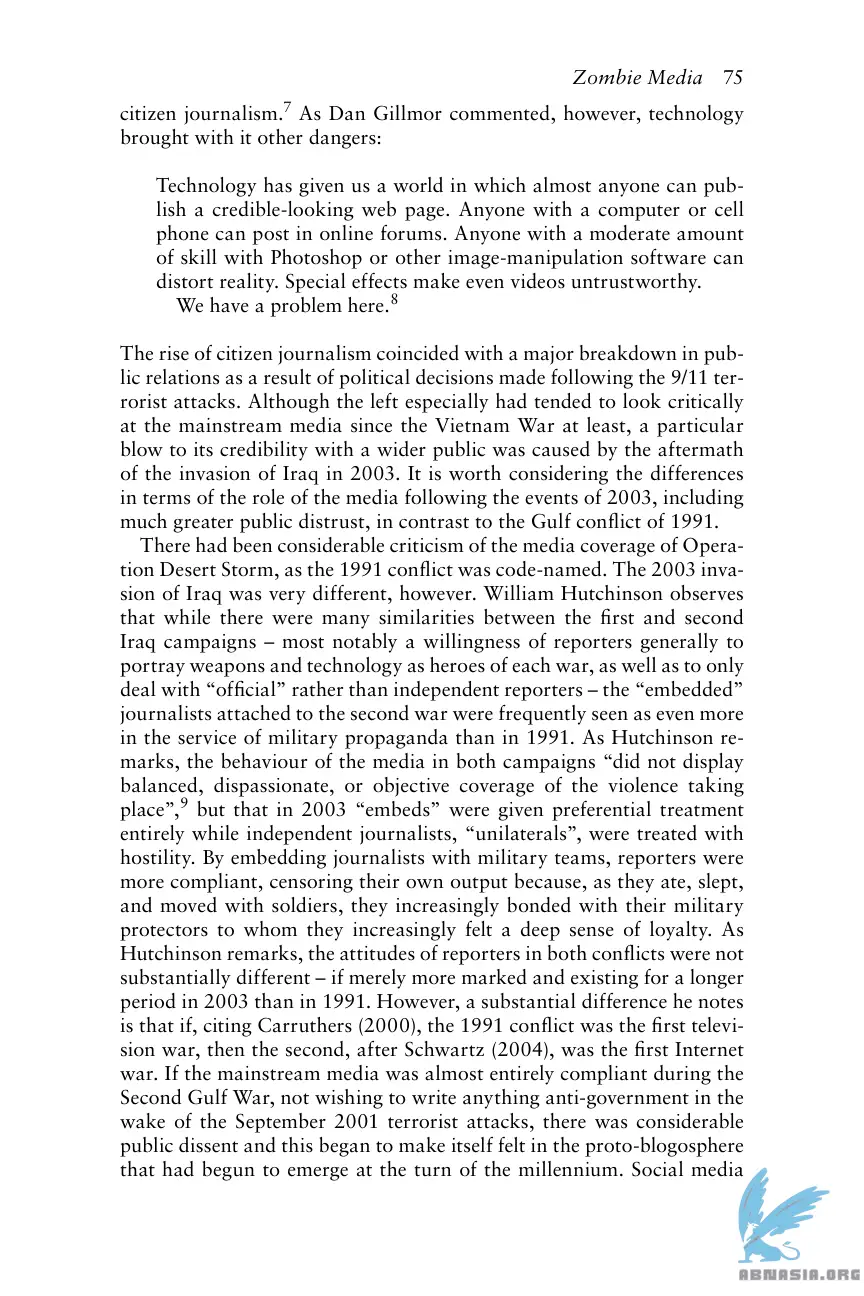 Zombie Media 75
citizen journalism.7 As Dan Gillmor commented, however, technology
brought with it other dangers:
Technology has given us a world in which almost anyone can pub-
lish a credible-looking web page. Anyone with a computer or cell
phone can post in online forums. Anyone with a moderate amount
of skill with Photoshop or other image-manipulation software can
distort reality. Special effects make even videos untrustworthy.
We have a problem here.8
The rise of citizen journalism coincided with a major breakdown in pub-
lic relations as a result of political decisions made following the 9/11 ter-
rorist attacks. Although the left especially had tended to look critically
at the mainstream media since the Vietnam War at least, a particular
blow to its credibility with a wider public was caused by the aftermath
of the invasion of Iraq in 2003. It is worth considering the differences
in terms of the role of the media following the events of 2003, including
much greater public distrust, in contrast to the Gulf conflict of 1991.
There had been considerable criticism of the media coverage of Opera-
tion Desert Storm, as the 1991 conflict was code-named. The 2003 inva-
sion of Iraq was very different, however. William Hutchinson observes
that while there were many similarities between the first and second
Iraq campaigns – most notably a willingness of reporters generally to
portray weapons and technology as heroes of each war, as well as to only
deal with “official” rather than independent reporters – the “embedded”
journalists attached to the second war were frequently seen as even more
in the service of military propaganda than in 1991. As Hutchinson re-
marks, the behaviour of the media in both campaigns “did not display
balanced, dispassionate, or objective coverage of the violence taking
place”,9 but that in 2003 “embeds” were given preferential treatment
entirely while independent journalists, “unilaterals”, were treated with
hostility. By embedding journalists with military teams, reporters were
more compliant, censoring their own output because, as they ate, slept,
and moved with soldiers, they increasingly bonded with their military
protectors to whom they increasingly felt a deep sense of loyalty. As
Hutchinson remarks, the attitudes of reporters in both conflicts were not
substantially different – if merely more marked and existing for a longer
period in 2003 than in 1991. However, a substantial difference he notes
is that if, citing Carruthers (2000), the 1991 conflict was the first televi-
sion war, then the second, after Schwartz (2004), was the first Internet
war. If the mainstream media was almost entirely compliant during the
Second Gulf War, not wishing to write anything anti-government in the
wake of the September 2001 terrorist attacks, there was considerable
public dissent and this began to make itself felt in the proto-blogosphere
that had begun to emerge at the turn of the millennium. Social media
ABNASIA.ORG